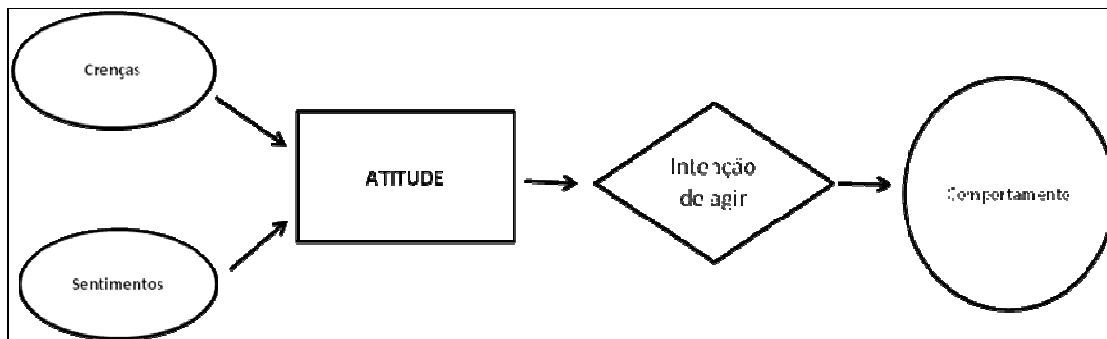 Crenças
ATITUDE
Intenção
de agir
Comportamento
Sentimentos